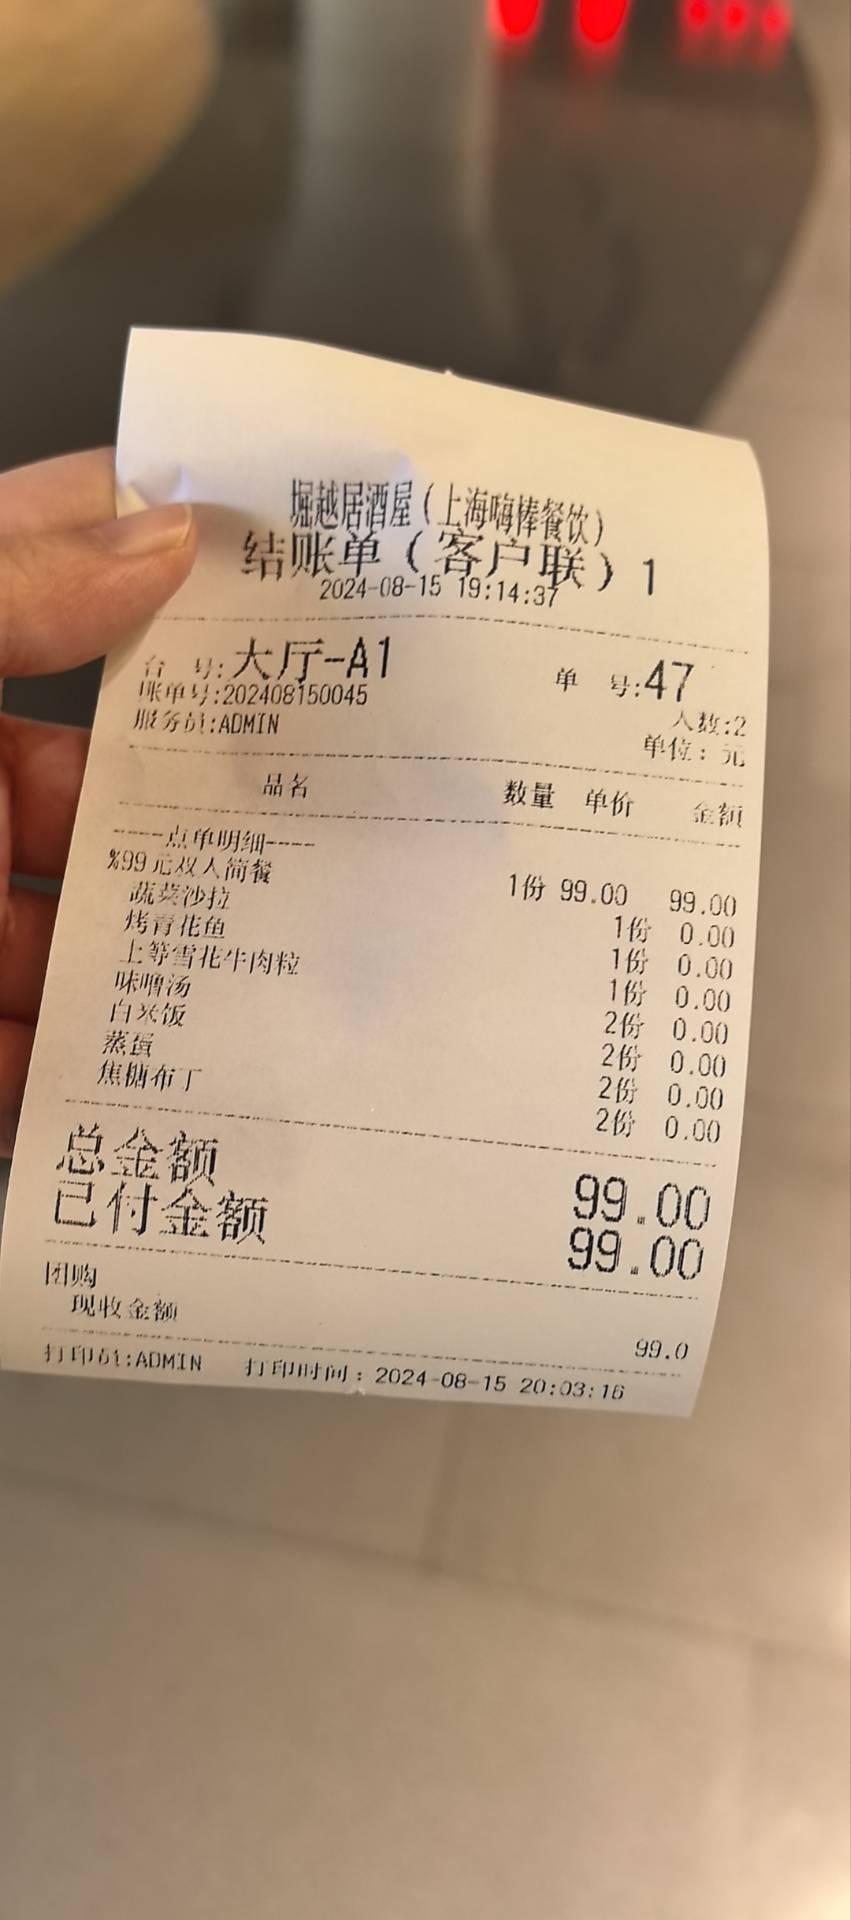 堀越居酒屋(上海嗨棒餐饮)
结账单(客户联)1
2024-08-15 19:14:37
台 号:大厅-A1 单 号:47
账单号:202408150045 人数:2
服务员:ADMIN 单位:元
品名 数量 单价 金额
----点单明细----
%99元双人简餐 1份 99.00 99.00
蔬菜沙拉 1份 0.00
烤青花鱼 1份 0.00
上等雪花牛肉粒 1份 0.00
味噌汤 2份 0.00
白米饭 2份 0.00
蒸蛋 2份 0.00
焦糖布丁 2份 0.00
总金额 99.00
已付金额 99.00
团购
现收金额 99.0
打印员:ADMIN 打印时间:2024-08-15 20:03:16